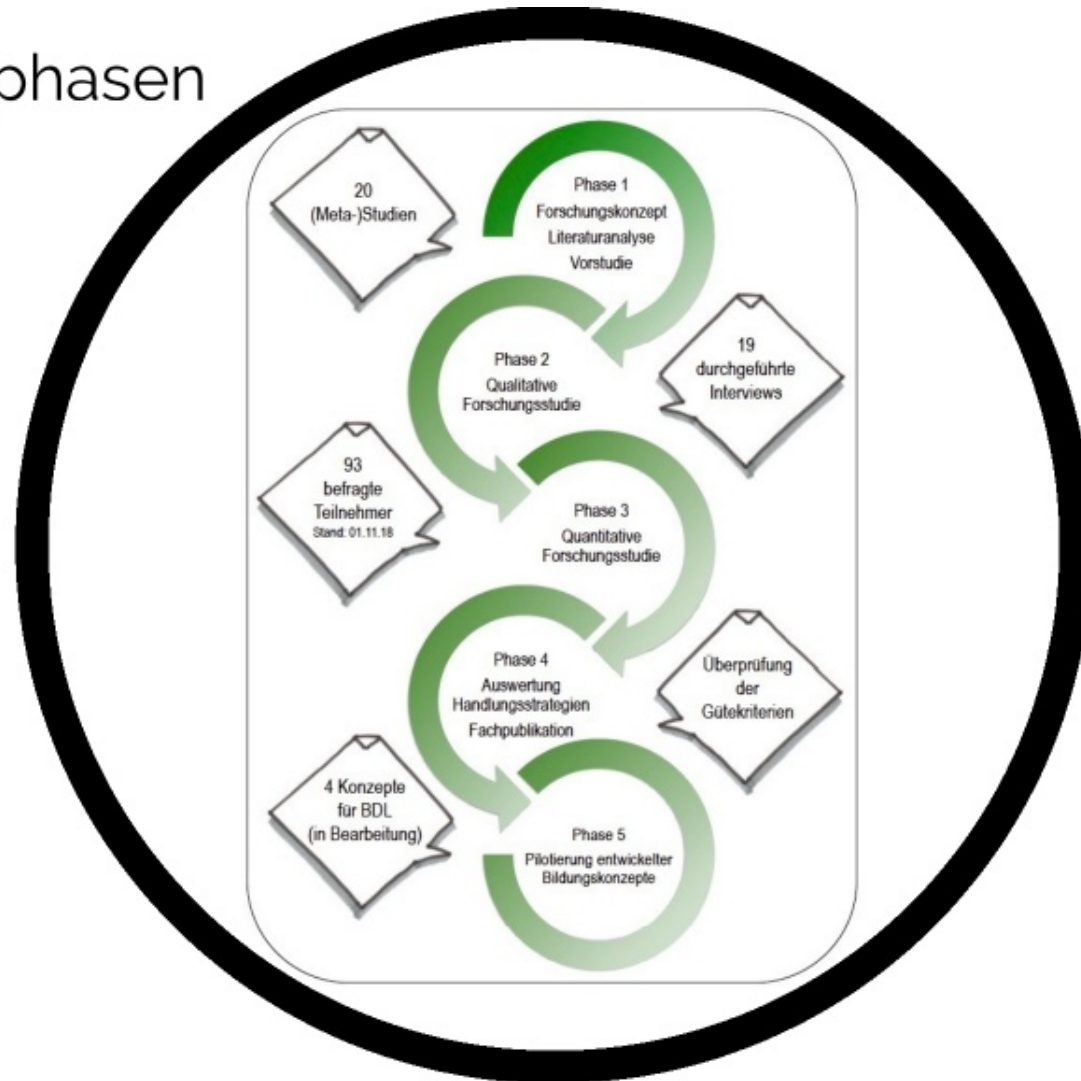 phasen
20
(Meta-)Studien
Phase 1
Forschungskonzept
Literaturanalyse
Vorstudie
Phase 2
Qualitative
Forschungsstudie
19
durchgeführte
Interviews
93
befragte
Teilnehmer
Stand: 01.11.18
Phase 3
Quantitative
Forschungsstudie
Phase 4
Auswertung
Handlungsstrategien
Fachpublikation
Überprüfung
der
Gütekriterien
4 Konzepte
für BDL
(in Bearbeitung)
Phase 5
Pilotierung entwickelter
Bildungskonzepte